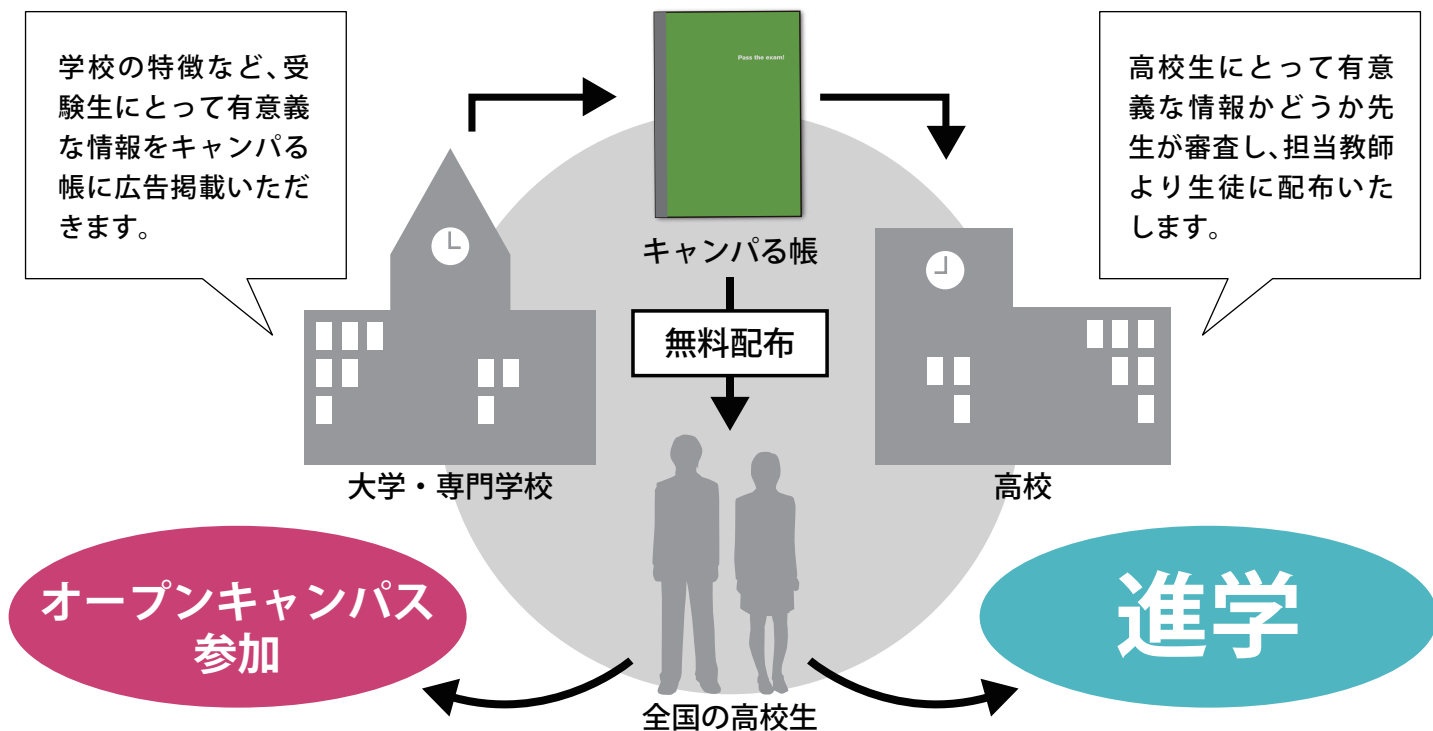 学校の特徴など、受
験生にとって有意義
な情報をキャンパる
帳に広告掲載いただ
きます。
Pass the exam!
高校生にとって有意
義な情報かどうか先
生が審査し、担当教師
より生徒に配布いた
します。
キャンパる帳
無料配布
大学・専門学校
高校
オープンキャンパス
参加
進学
全国の高校生